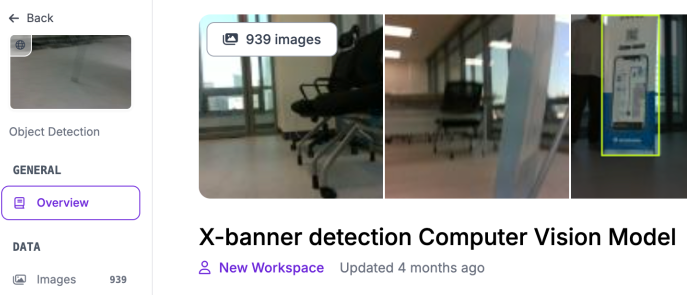 Back
Object Detection
GENERAL
Overview
DATA
Images 939
939 images
X-banner detection Computer Vision Model
New Workspace Updated 4 months ago